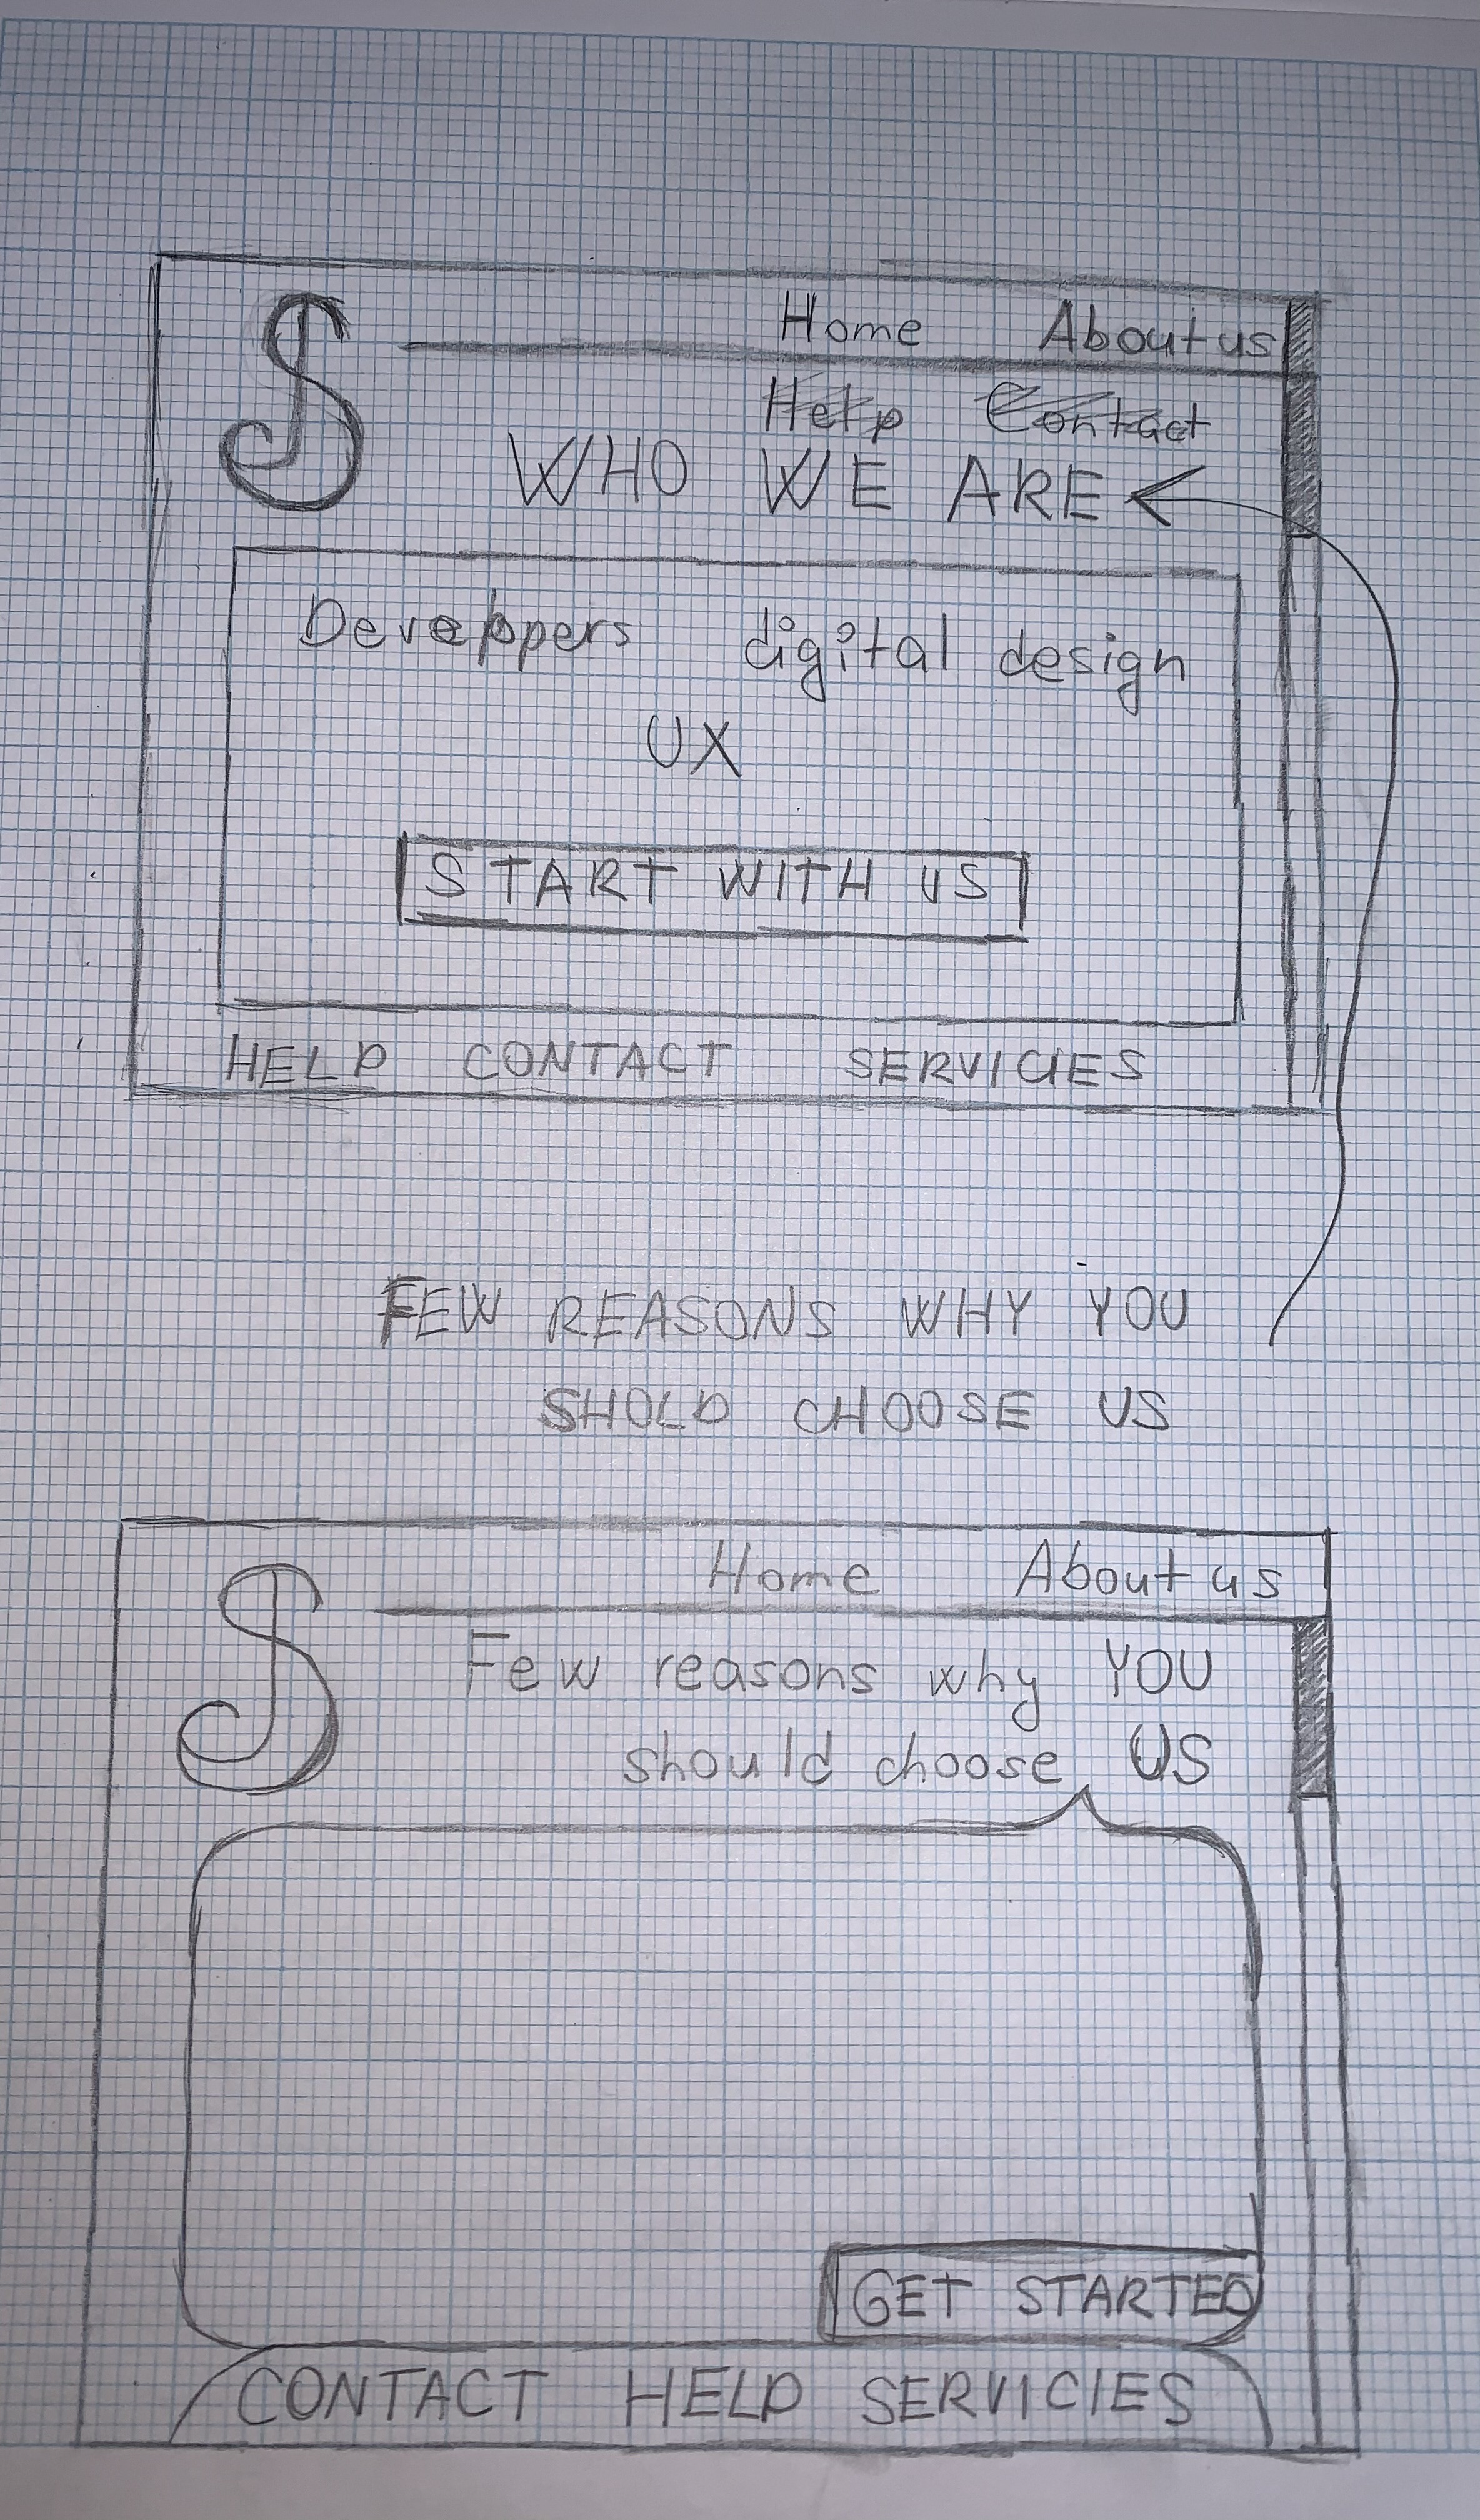 S
Home About us
Help Contact
WHO WE ARE
Developers digital design
UX
START WITH US
HELP CONTACT SERVICIES
FEW REASONS WHY YOU
SHOLD CHOOSE US
S
Home About us
Few reasons why YOU
should choose US
GET STARTED
CONTACT HELP SERVICIES